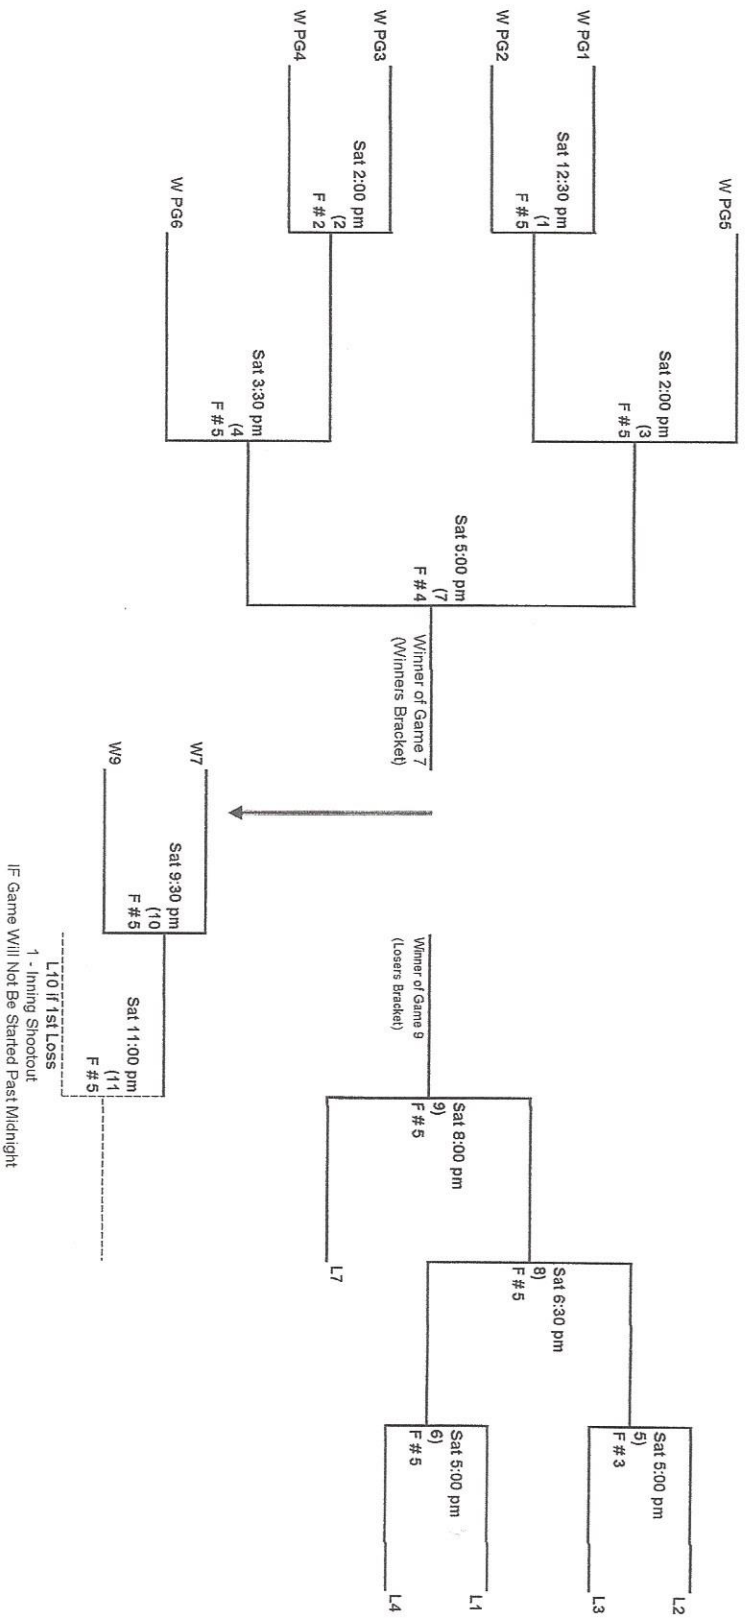 W PG5
W PG1
W PG2
W PG3
W PG4
W PG6
Sat 12:30 pm
(1
F # 5
Sat 2:00 pm
(2
F # 2
Sat 2:00 pm
(3
F # 5
Sat 3:30 pm
(4
F # 5
Sat 5:00 pm
(7
F # 4
Winner of Game 7
(Winners Bracket)
Winner of Game 9
(Losers Bracket)
Sat 8:00 pm
9)
F # 5
L7
Sat 6:30 pm
8)
F # 5
Sat 5:00 pm
5)
F # 3
L2
L3
Sat 5:00 pm
6)
F # 5
L1
L4
W7
W9
Sat 9:30 pm
(10
F # 5
Sat 11:00 pm
(11
F # 5
L10 if 1st Loss
1 - Inning Shootout
IF Game Will Not Be Started Past Midnight